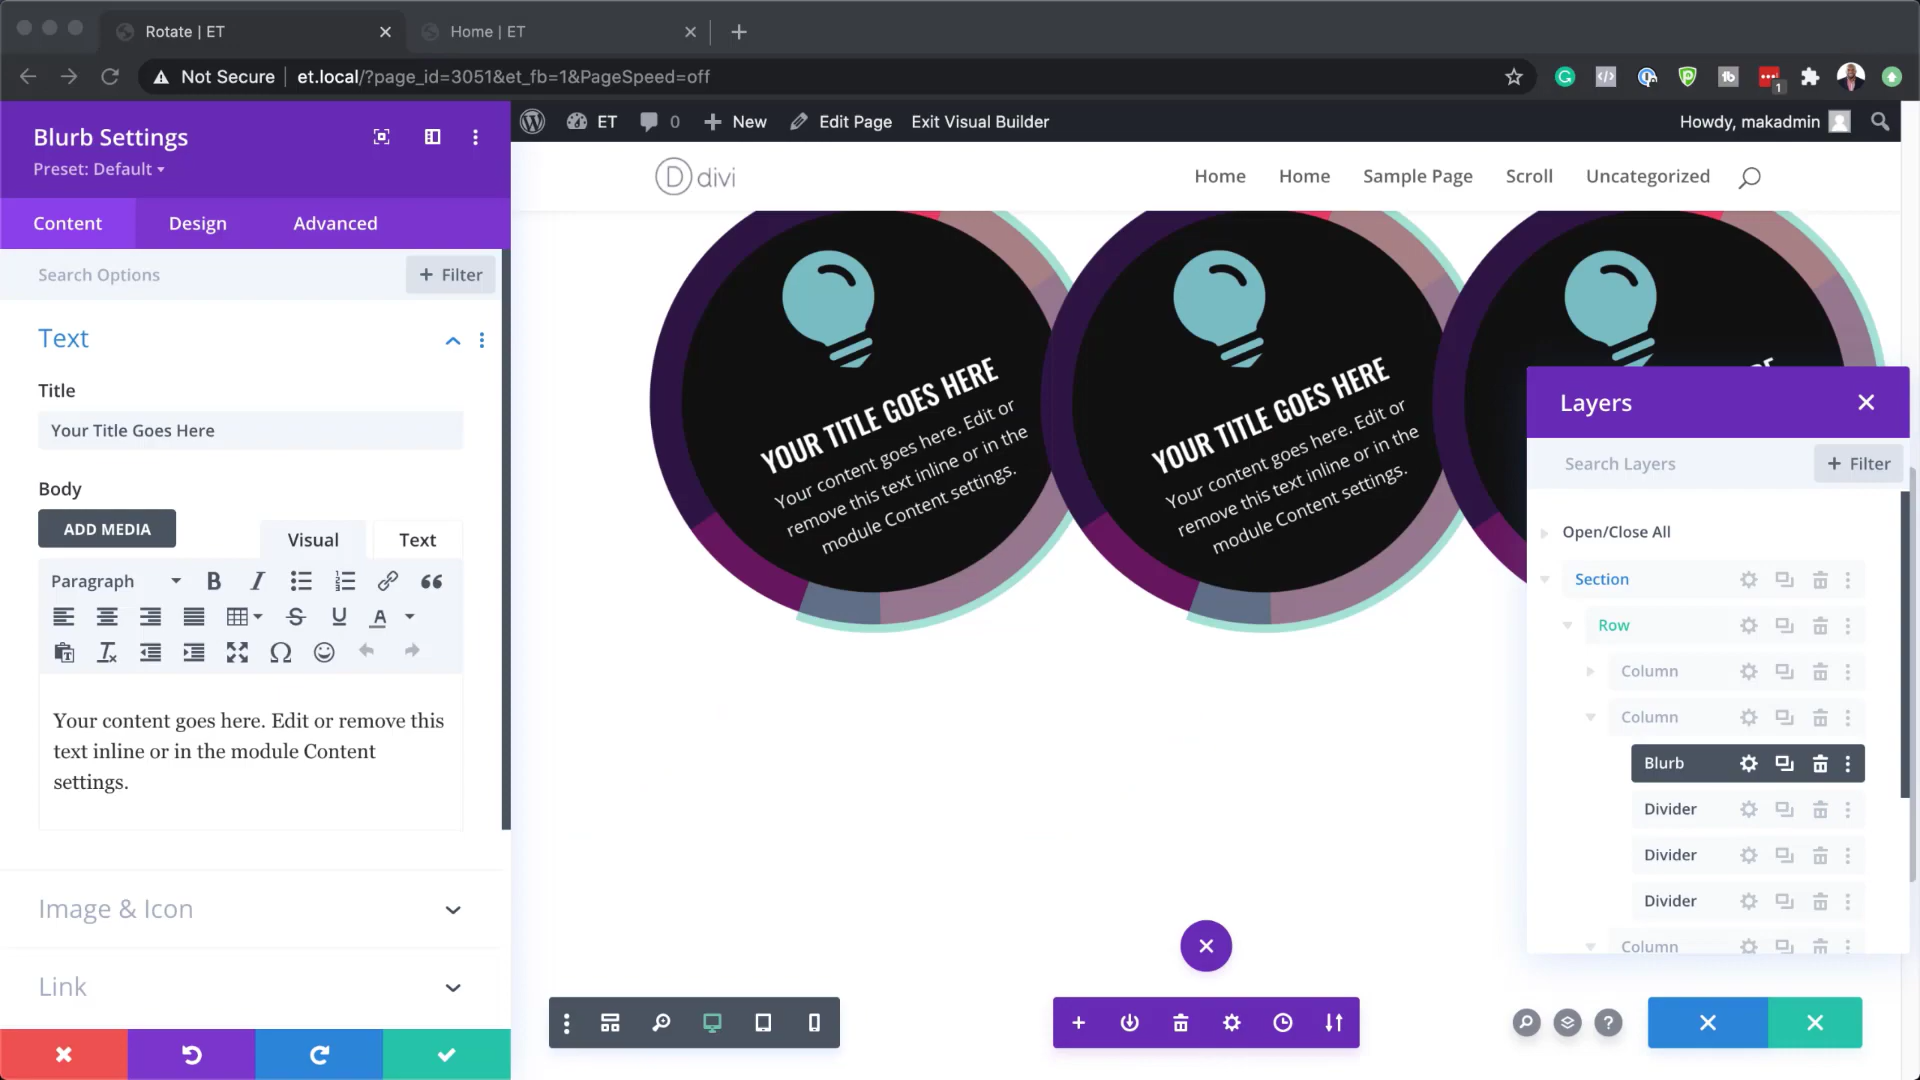 Rotate | ET
Home | ET
Not Secure
et.local/?page_id=3051&et_fb=1&PageSpeed=off
1
Blurb Settings
Preset: Default
Content
Design
Advanced
Search Options
+ Filter
Text
Title
Your Title Goes Here
Body
ADD MEDIA
Visual
Text
Paragraph
Your content goes here. Edit or remove this
text inline or in the module Content
settings.
Image & Icon
Link
ET
0
New
Edit Page
Exit Visual Builder
Howdy, makadmin
divi
Home
Home
Sample Page
Scroll
Uncategorized
YOUR TITLE GOES HERE
Your content goes here. Edit or
remove this text inline or in the
module Content settings.
YOUR TITLE GOES HERE
Your content goes here. Edit or
remove this text inline or in the
module Content settings.
Layers
Search Layers
+ Filter
Open/Close All
Section
Row
Column
Column
Blurb
Divider
Divider
Divider
Column